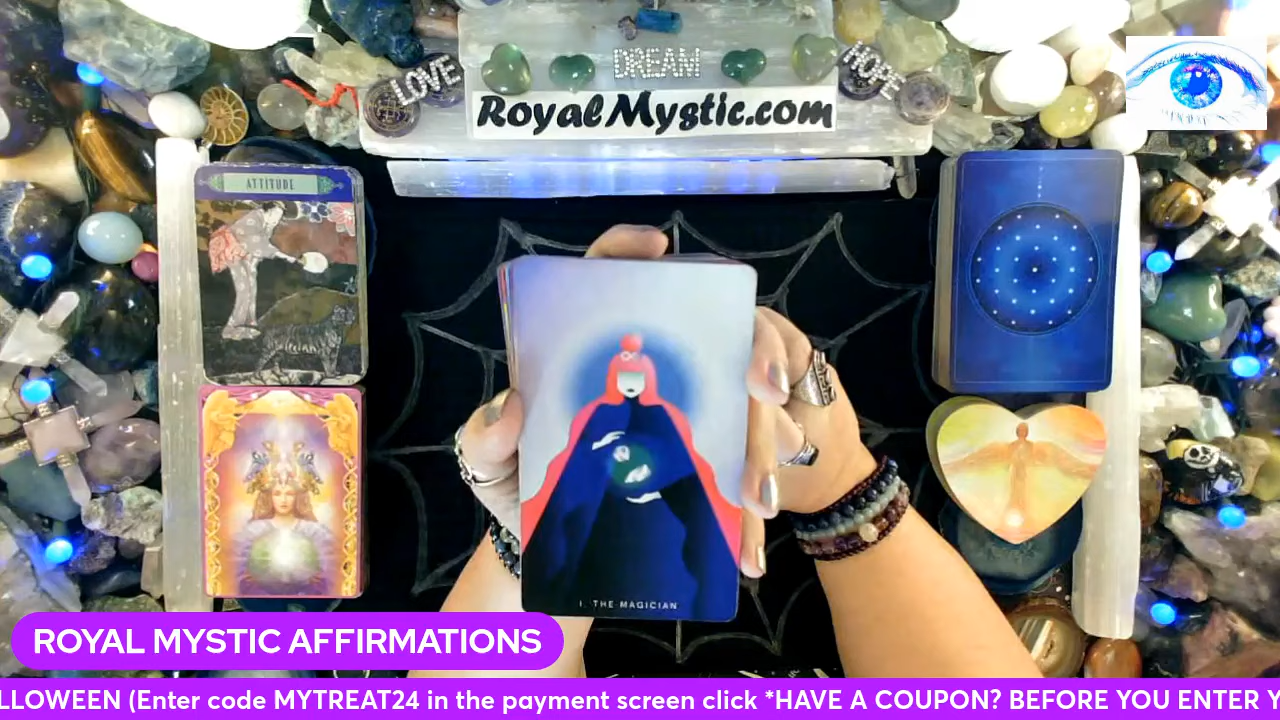 LOVE
DREAM
HOPE
RoyalMystic.com
ATTITUDE
I. THE MAGICIAN
ROYAL MYSTIC AFFIRMATIONS
LLOWEEN (Enter code MYTREAT24 in the payment screen click *HAVE A COUPON? BEFORE YOU ENTER Y